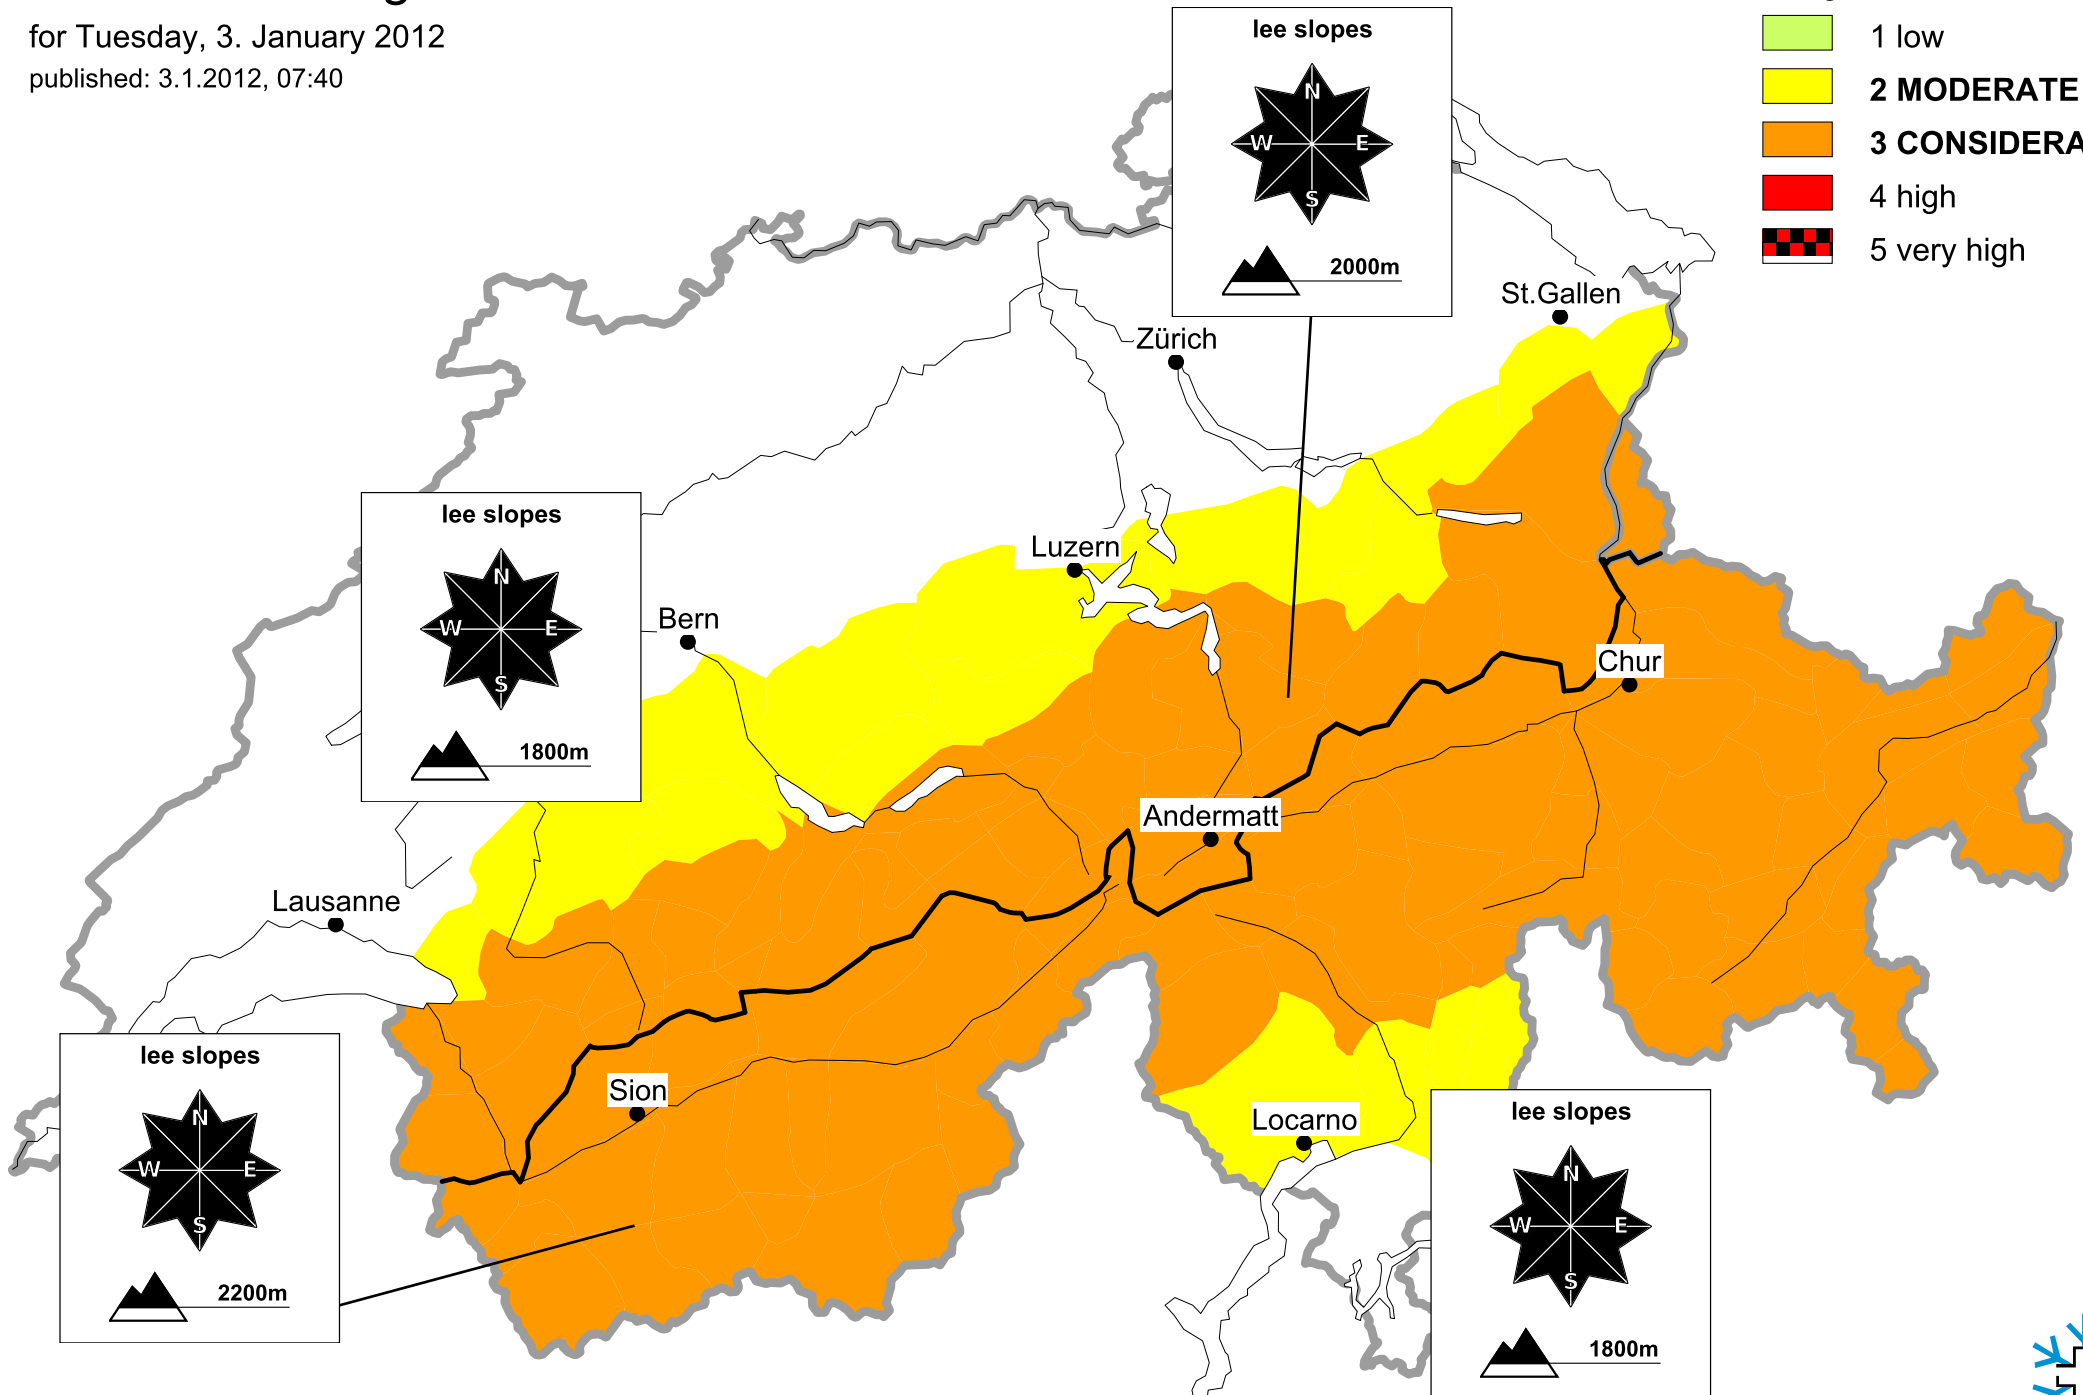 for Tuesday, 3. January 2012
published: 3.1.2012, 07:40
1 low
2 MODERATE
3 CONSIDERA
4 high
5 very high
lee slopes
N
W E
S
2000m
St.Gallen
Zürich
lee slopes
N
W E
S
1800m
Luzern
Bern
Chur
Andermatt
Lausanne
lee slopes
N
W E
S
2200m
Sion
Locarno
lee slopes
N
W E
S
1800m